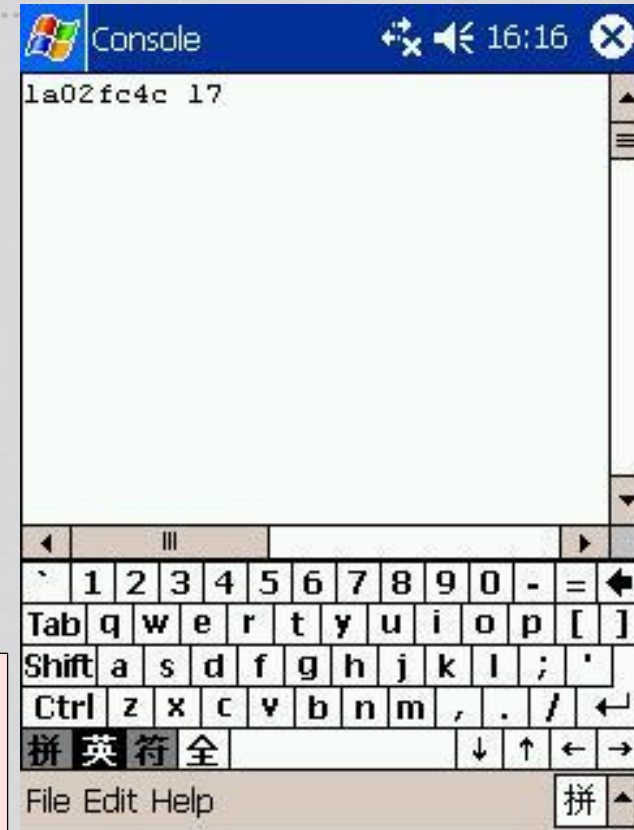 Console 16:16
1a02fc4c 17
` 1 2 3 4 5 6 7 8 9 0 - =
Tab q w e r t y u i o p [ ]
Shift a s d f g h j k l ; '
Ctrl z x c v b n m , . /
拼 英 符 全
File Edit Help 拼